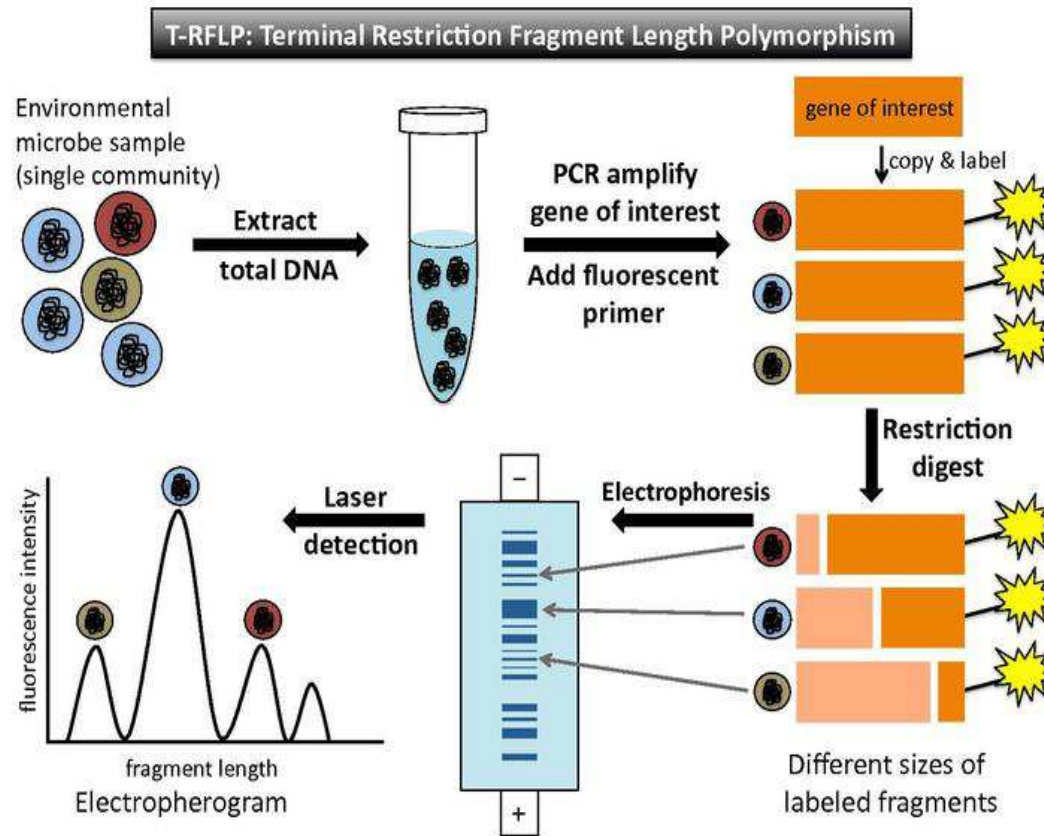 T-RFLP: Terminal Restriction Fragment Length Polymorphism
Environmental
microbe sample
(single community)
Extract
total DNA
PCR amplify
gene of interest
Add fluorescent
primer
gene of interest
copy & label
Restriction
digest
Different sizes of
labeled fragments
Electrophoresis
−
+
Laser
detection
fluorescence intensity
fragment length
Electropherogram